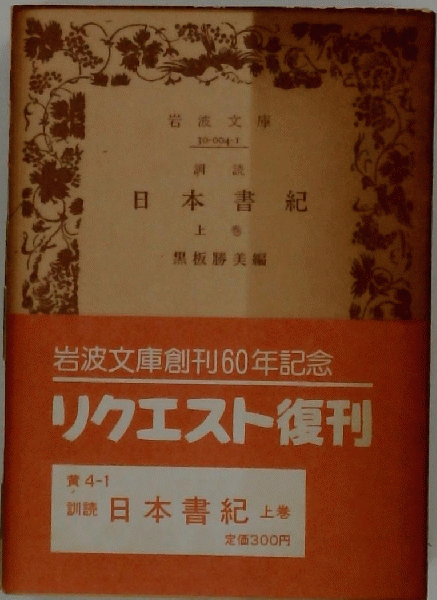 岩波文庫
30-004-1
訓読
日本書紀
上巻
黒板勝美編
岩波文庫創刊60年記念
リクエスト復刊
黄4-1
訓読 日本書紀 上巻
定価300円